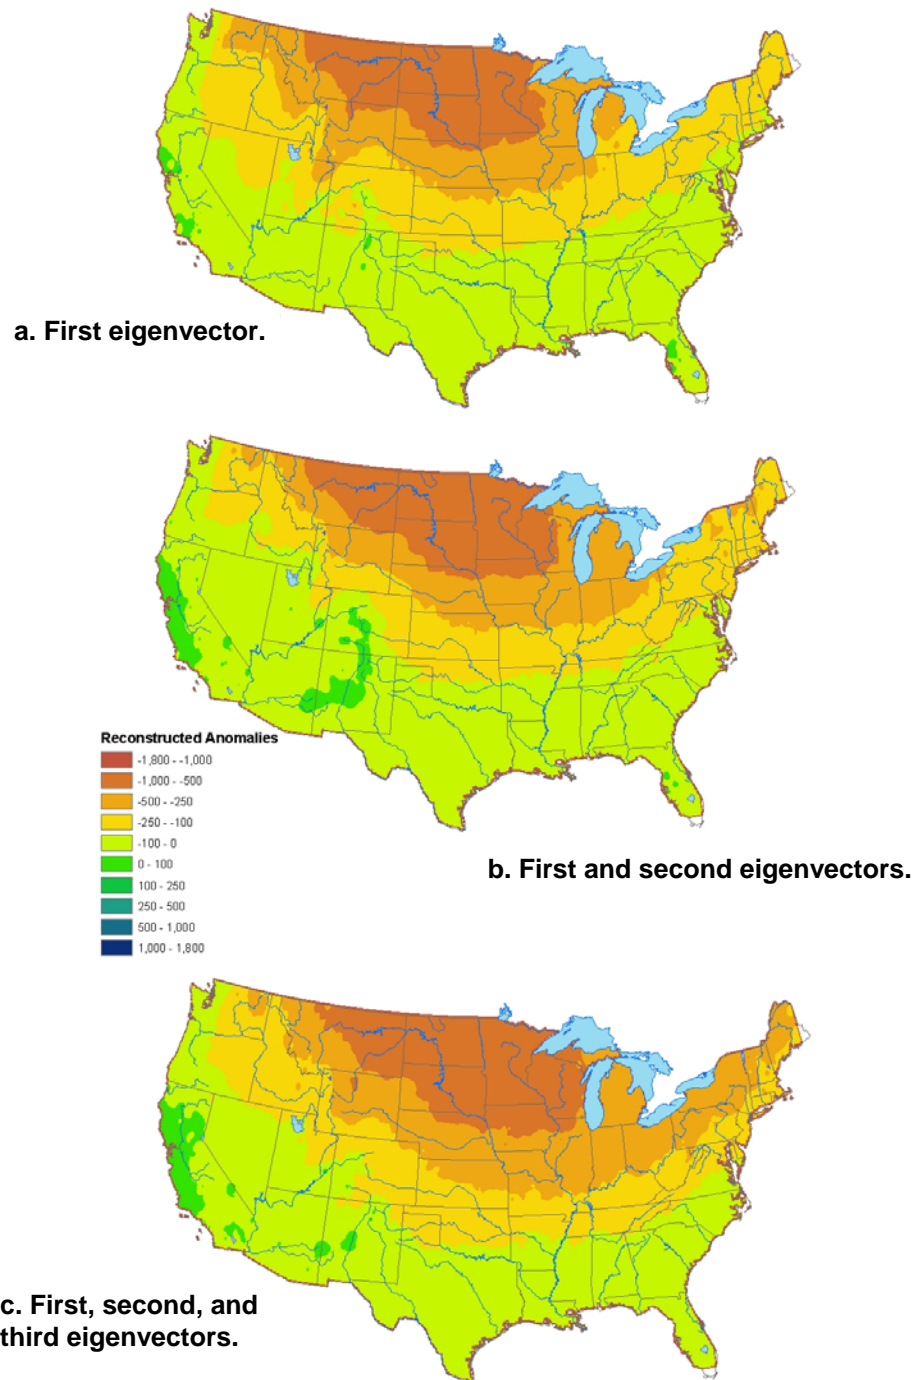 a. First eigenvector.
Reconstructed Anomalies
-1,800 - -1,000
-1,000 - -500
-500 - -250
-250 - -100
-100 - 0
0 - 100
100 - 250
250 - 500
500 - 1,000
1,000 - 1,800
b. First and second eigenvectors.
c. First, second, and
third eigenvectors.